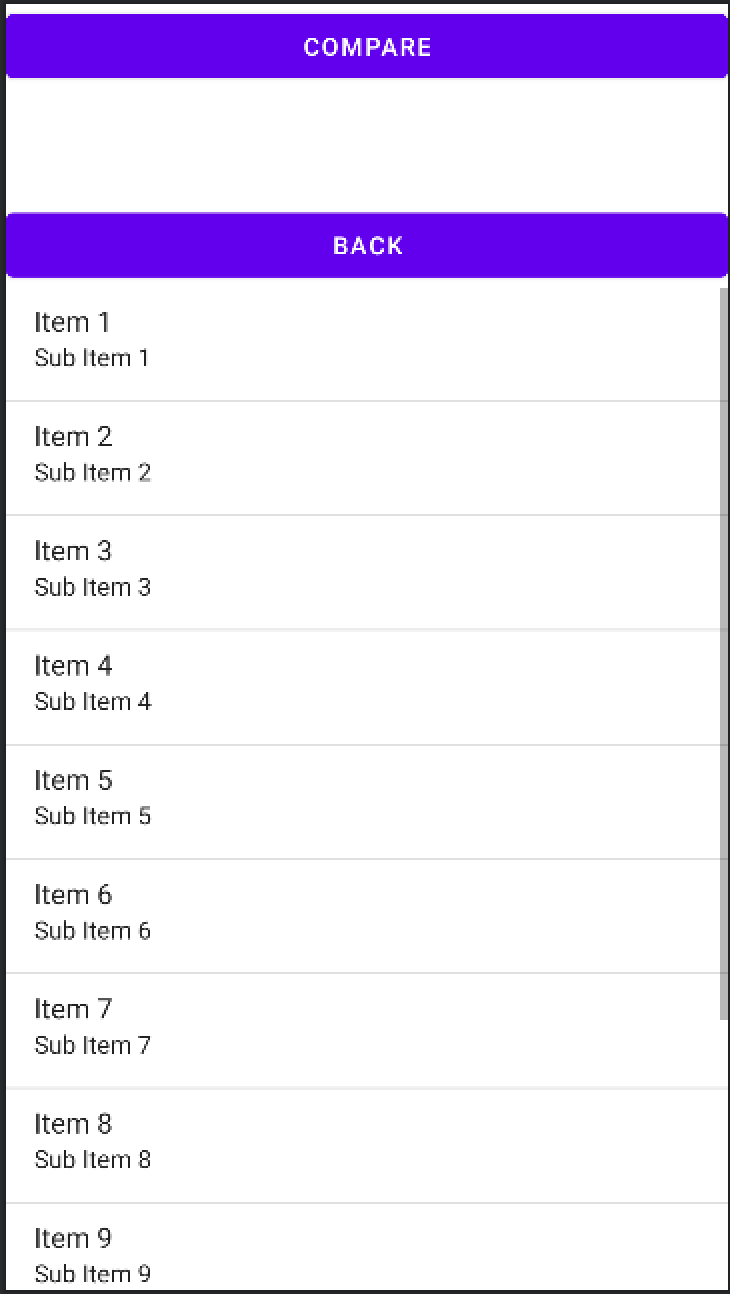 COMPARE
BACK
Item 1
Sub Item 1
Item 2
Sub Item 2
Item 3
Sub Item 3
Item 4
Sub Item 4
Item 5
Sub Item 5
Item 6
Sub Item 6
Item 7
Sub Item 7
Item 8
Sub Item 8
Item 9
Sub Item 9